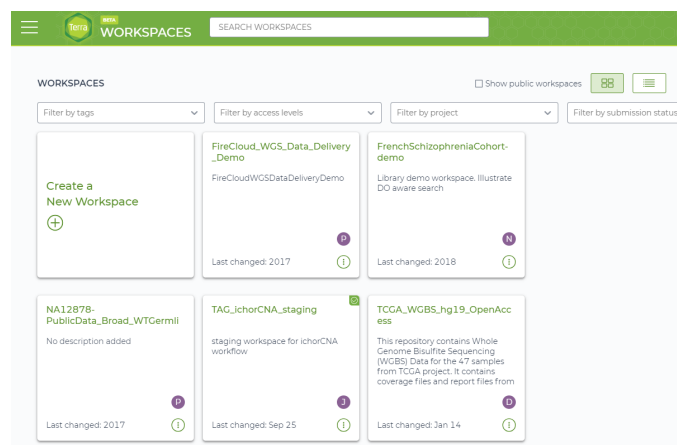 Terra
BETA
WORKSPACES
SEARCH WORKSPACES
WORKSPACES
Show public workspaces
Filter by tags
Filter by access levels
Filter by project
Filter by submission status
Create a
New Workspace
FireCloud_WGS_Data_Delivery
_Demo
FireCloudWGSDataDeliveryDemo
P
Last changed: 2017
FrenchSchizophreniaCohort-
demo
Library demo workspace. Illustrate
DO aware search
N
Last changed: 2018
NA12878-
PublicData_Broad_WTGermli
No description added
P
Last changed: 2017
TAG_ichorCNA_staging
staging workspace for ichorCNA
workflow
J
Last changed: Sep 25
TCGA_WGBS_hg19_OpenAcc
ess
This repository contains Whole
Genome Bisulfite Sequencing
(WGBS) Data for the 47 samples
from TCGA project. It contains
coverage files and report files from
D
Last changed: Jan 14